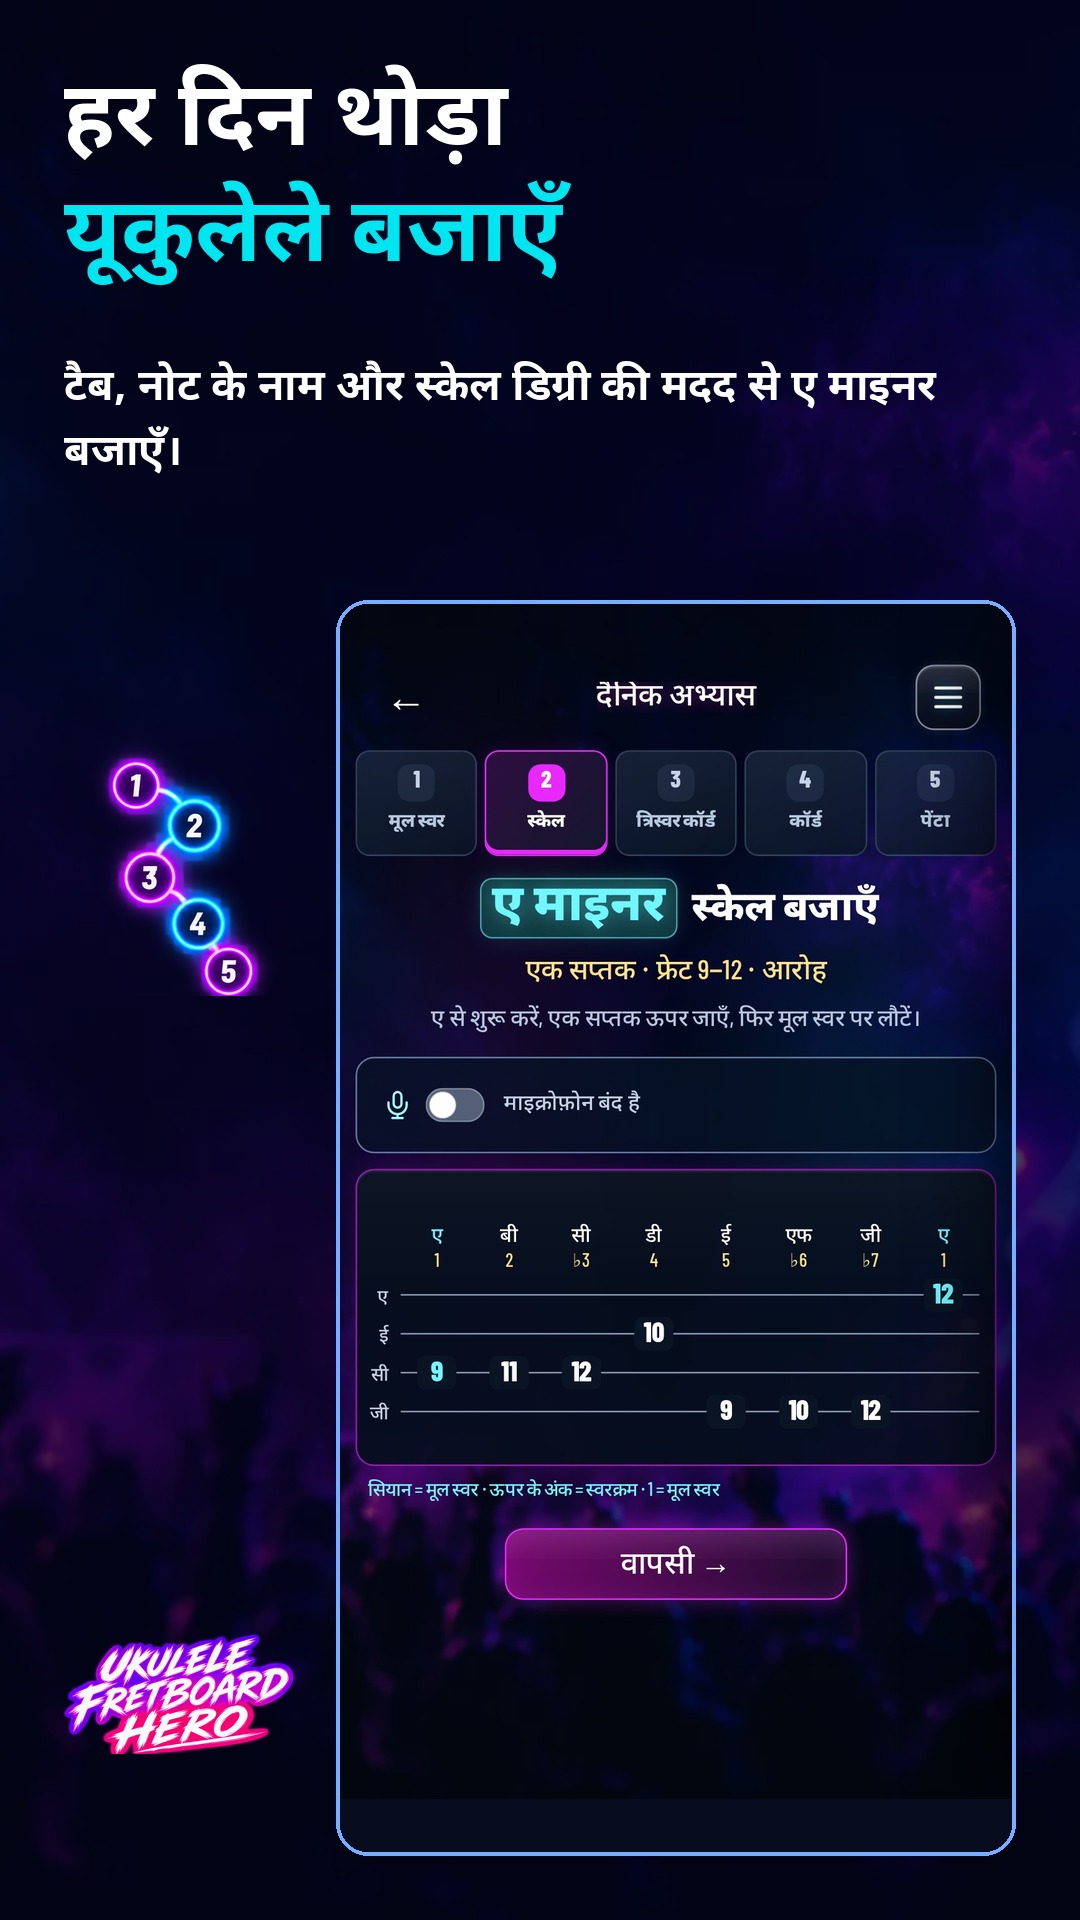 हर दिन थोड़ा
यूकुलेले बजाएँ
टैब, नोट के नाम और स्केल डिग्री की मदद से ए माइनर
बजाएँ।
← दैनिक अभ्यास
1 2 3 4 5
मूल स्वर स्केल त्रिस्वर कॉर्ड कॉर्ड पेंटा
1
2
3
4
5
ए माइनर स्केल बजाएँ
एक सप्तक · फ्रेट 9–12 · आरोह
ए से शुरू करें, एक सप्तक ऊपर जाएँ, फिर मूल स्वर पर लौटें।
माइक्रोफ़ोन बंद है
ए बी सी डी ई एफ जी ए
1 2 ♭3 4 5 ♭6 ♭7 1
ए 12
ई 10
सी 9 11 12
जी 9 10 12
सियान = मूल स्वर · ऊपर के अंक = स्वरक्रम · 1 = मूल स्वर
वापसी →
UKULELE
FRETBOARD
HERO